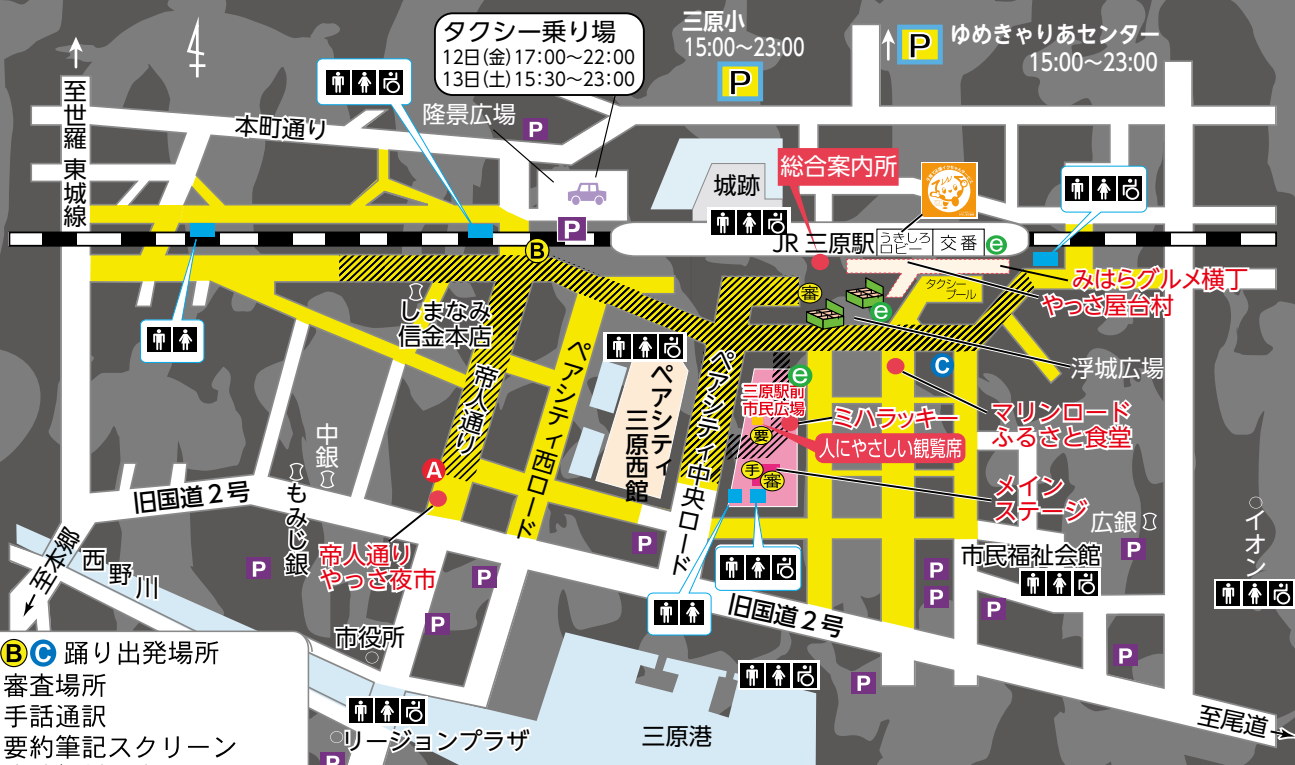 タクシー乗り場
12日(金)17:00～22:00
13日(土)15:30～23:00
三原小
15:00～23:00
P
P
ゆめきゃりあセンター
15:00～23:00
至世羅 東城線
本町通り
隆景広場
P
P
城跡
総合案内所
JR 三原駅
うきしろ
ロビー
交番
e
みはらグルメ横丁
やっさ屋台村
タクシー
プール
審
e
B
しまなみ
信金本店
帝人通り
ペアシティ西ロード
ペアシティ
三原西館
ペアシティ中央ロード
e
三原駅前
市民広場
C
浮城広場
ミハラッキー
人にやさしい観覧席
マリンロード
ふるさと食堂
要
手
審
メイン
ステージ
A
中銀
もみじ銀
旧国道2号
帝人通り
やっさ夜市
広銀
イオン
市民福祉会館
至本郷
西野川
P
P
P
P
P
P
P
P
P
P
P
旧国道2号
市役所
リージョンプラザ
三原港
至尾道
B C 踊り出発場所
審査場所
手話通訳
要約筆記スクリーン